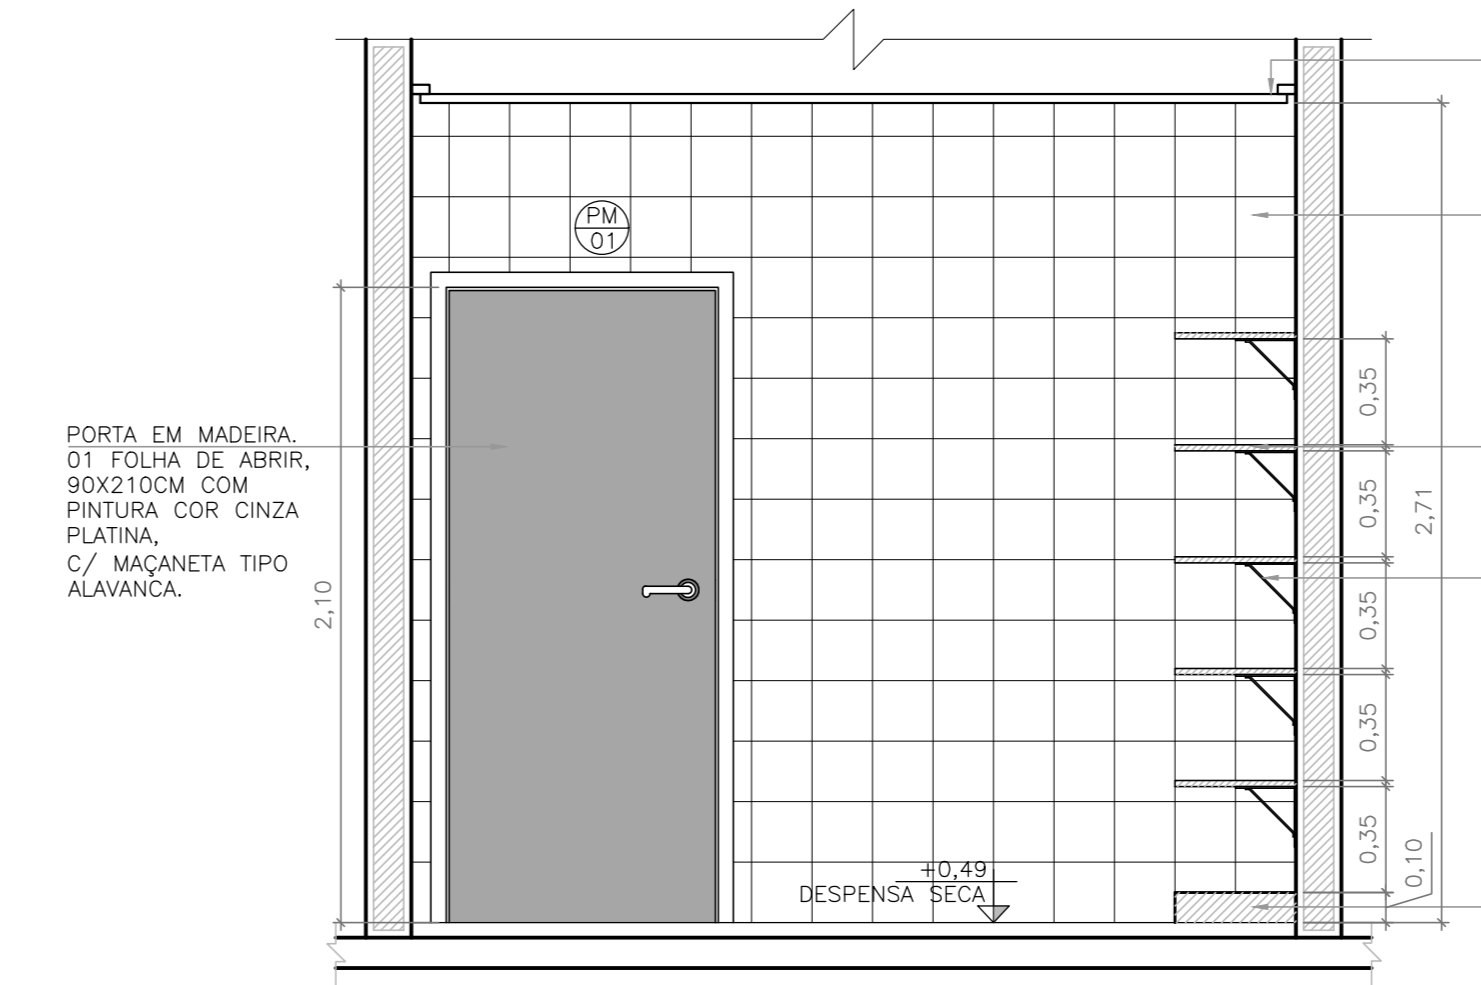 PM
01
PORTA EM MADEIRA.
01 FOLHA DE ABRIR,
90X210CM COM
PINTURA COR CINZA
PLATINA,
C/ MAÇANETA TIPO
ALAVANCA.
2,10
0,35
0,35
0,35
0,35
0,35
2,71
0,10
+0,49
DESPENSA SECA